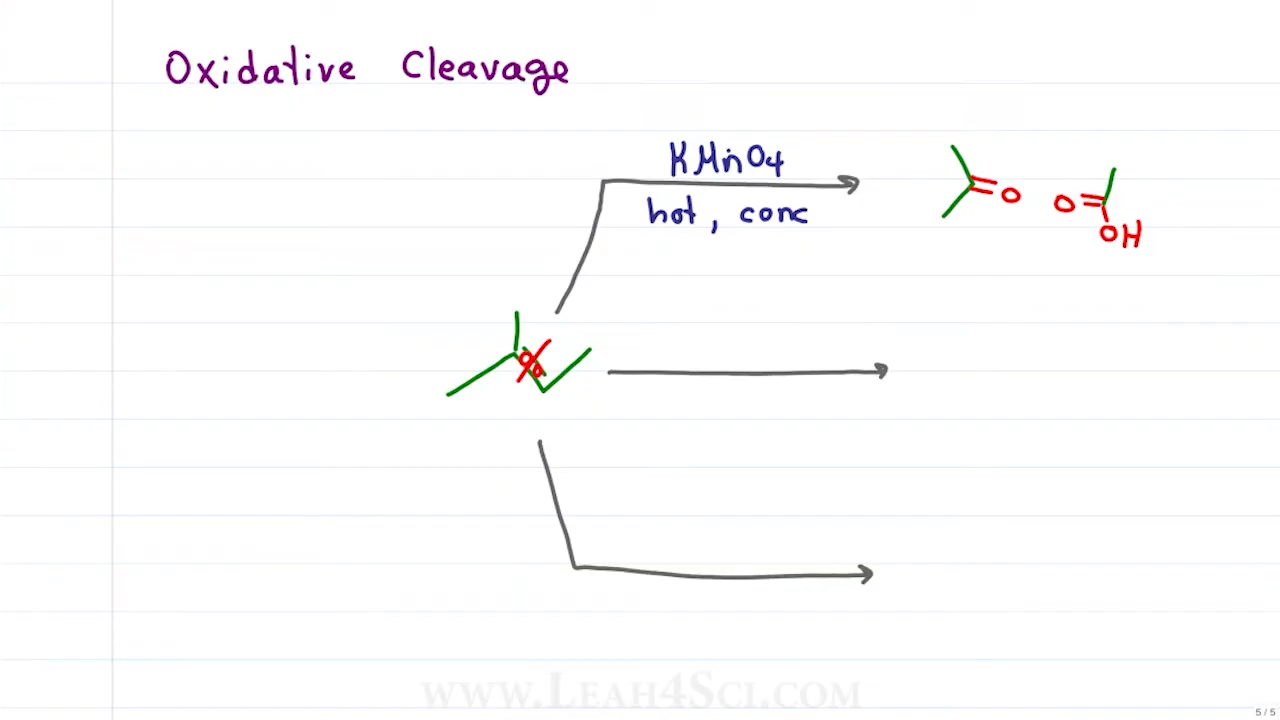 Oxidative Cleavage
KMnO4
hot, conc
O O
OH
www.Leah4Sci.com
5 / 5